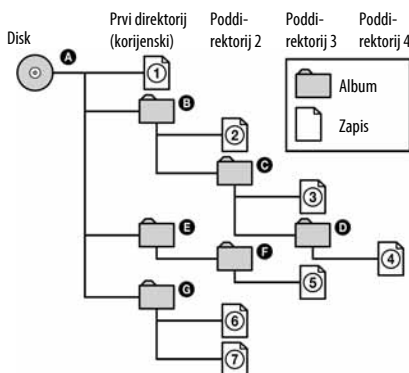 Disk
Prvi direktorij
(korijenski)
Poddi-
rektorij 2
Poddi-
rektorij 3
Poddi-
rektorij 4
Album
Zapis
A
1
B
2
C
3
E
D
F
4
5
G
6
7